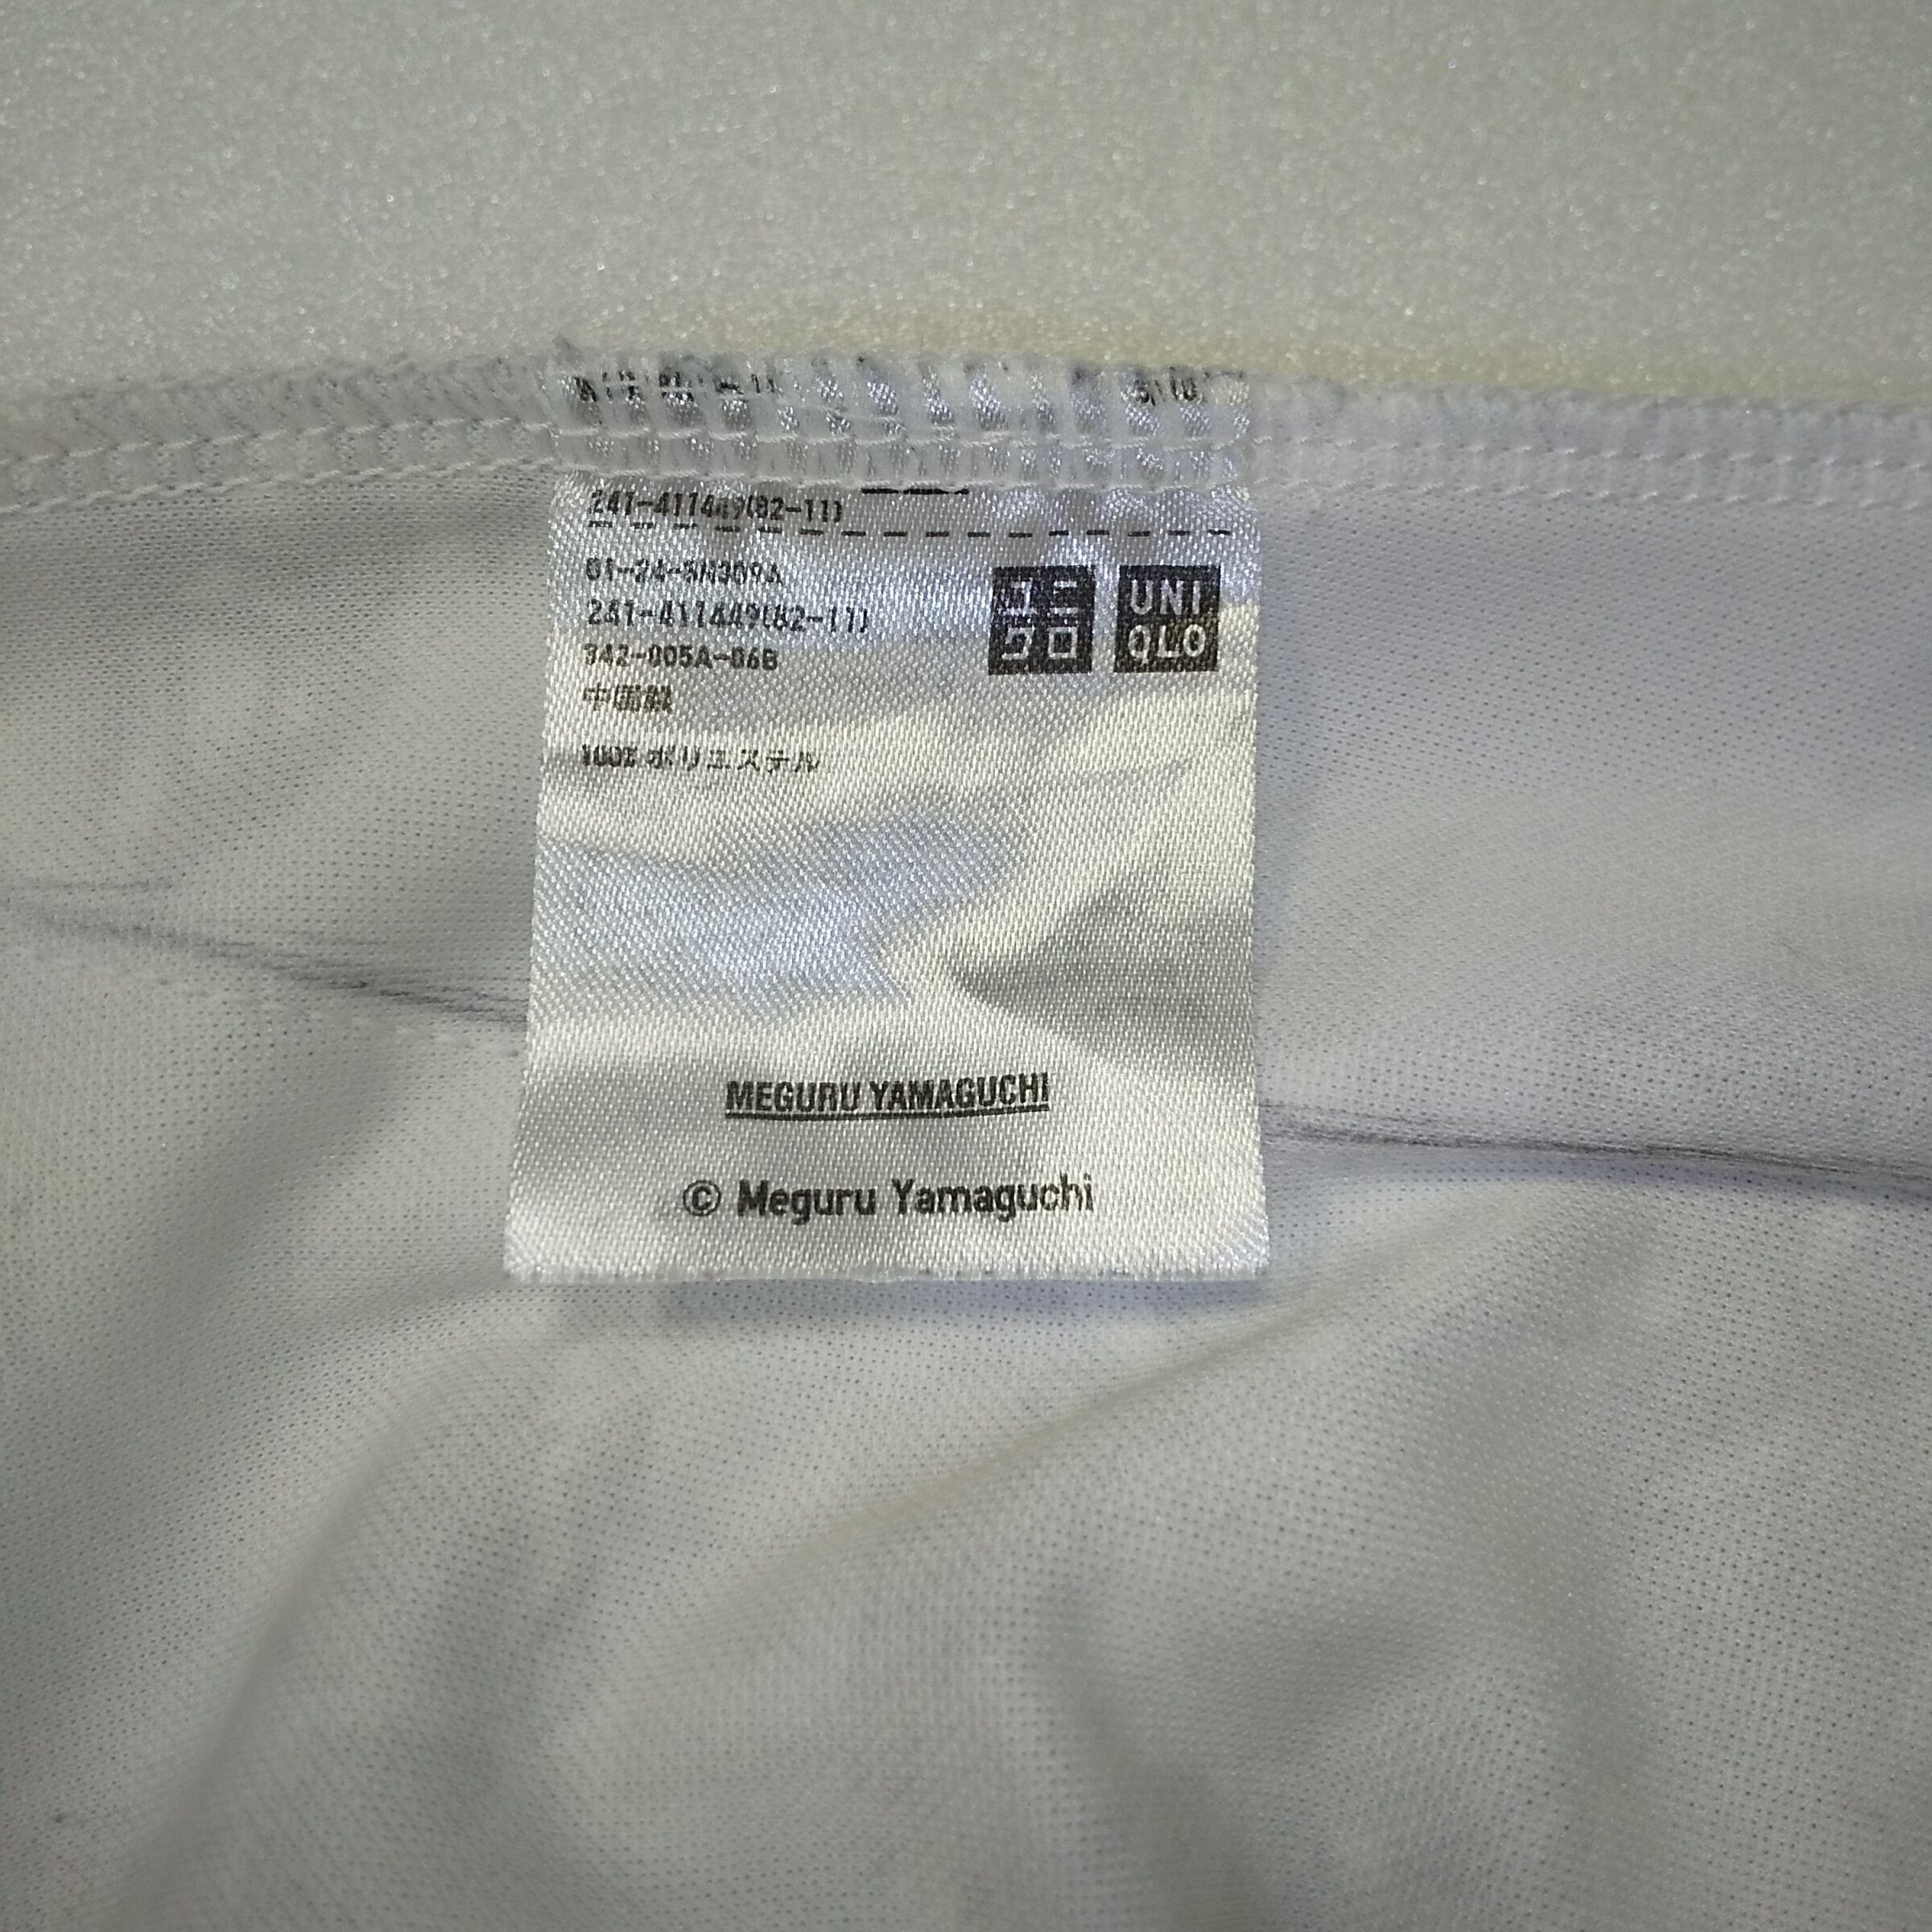 241-411449(82-11)
01-24-SN309A
241-411449(82-11)
342-005A-06B
中国製
100% ポリエステル
ユニ
クロ
UNI
QLO
MEGURU YAMAGUCHI
© Meguru Yamaguchi